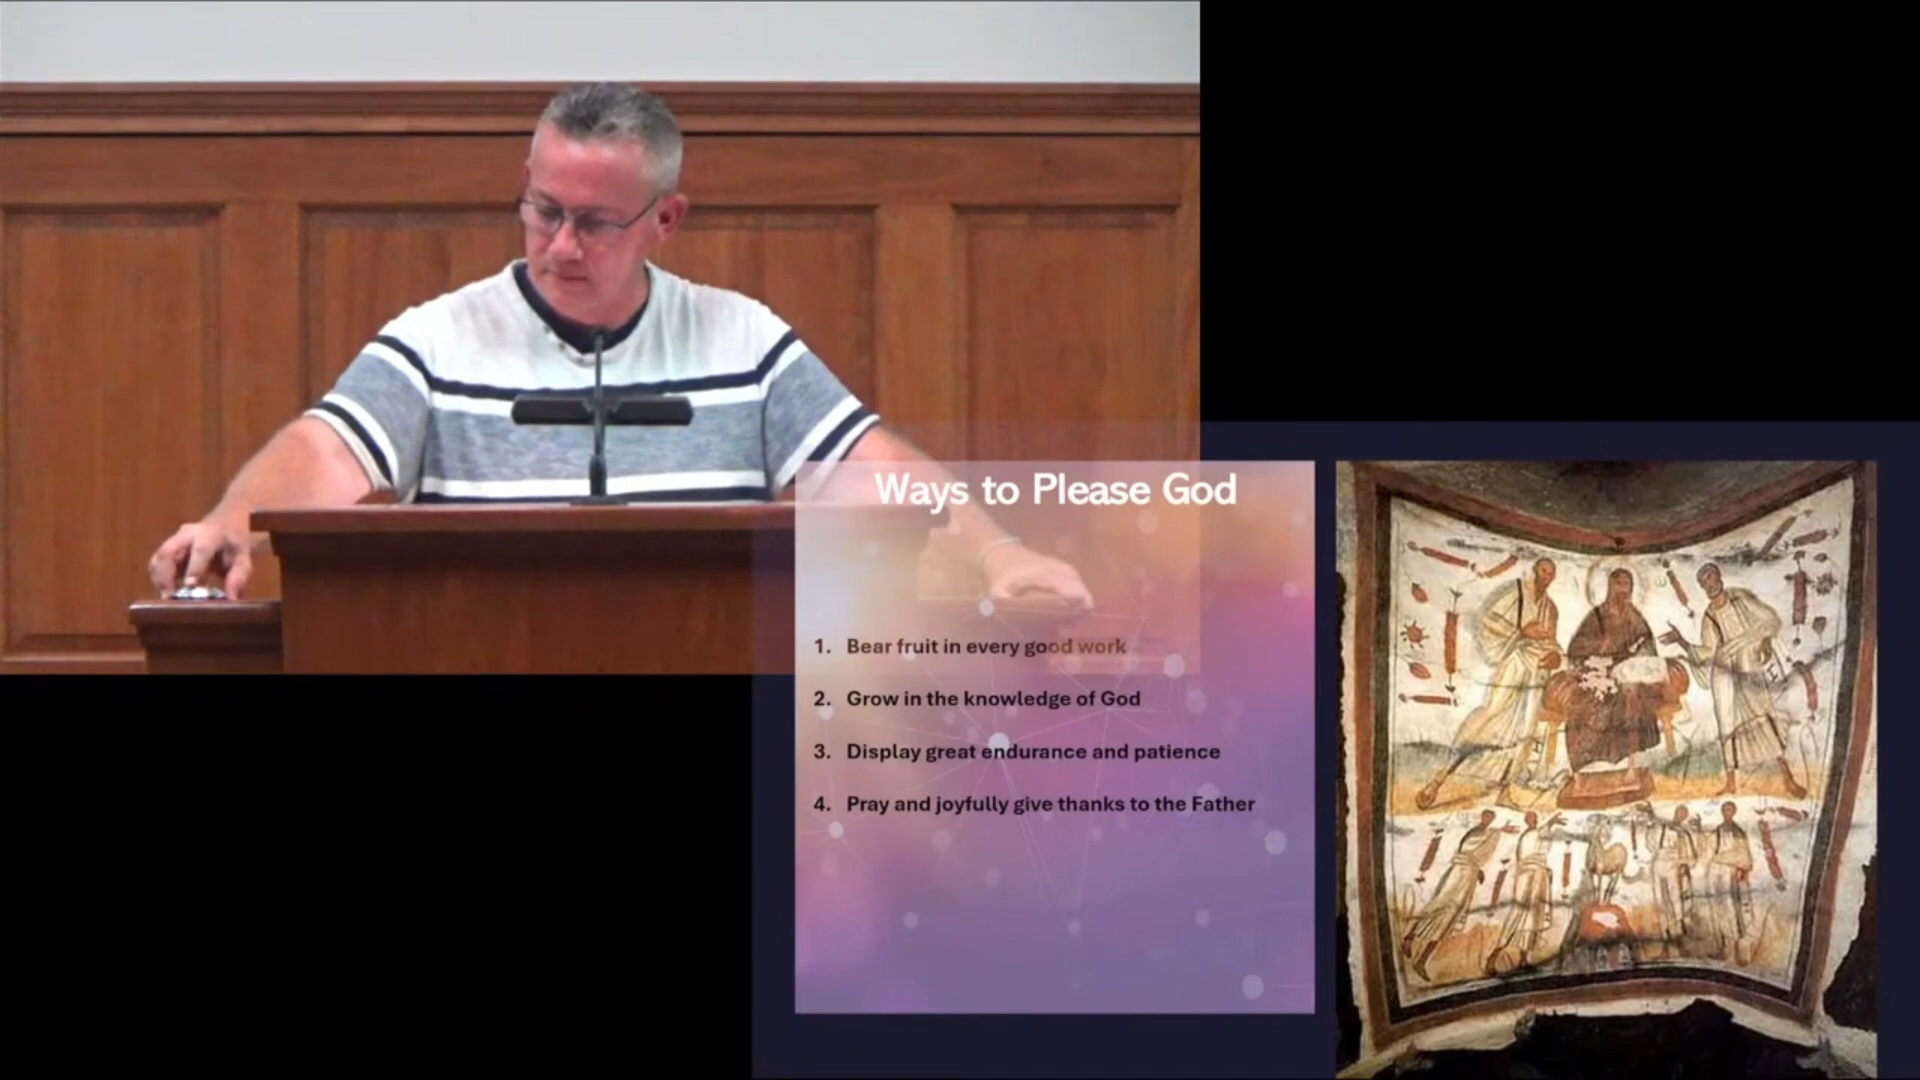 Ways to Please God
1. Bear fruit in every good work
2. Grow in the knowledge of God
3. Display great endurance and patience
4. Pray and joyfully give thanks to the Father